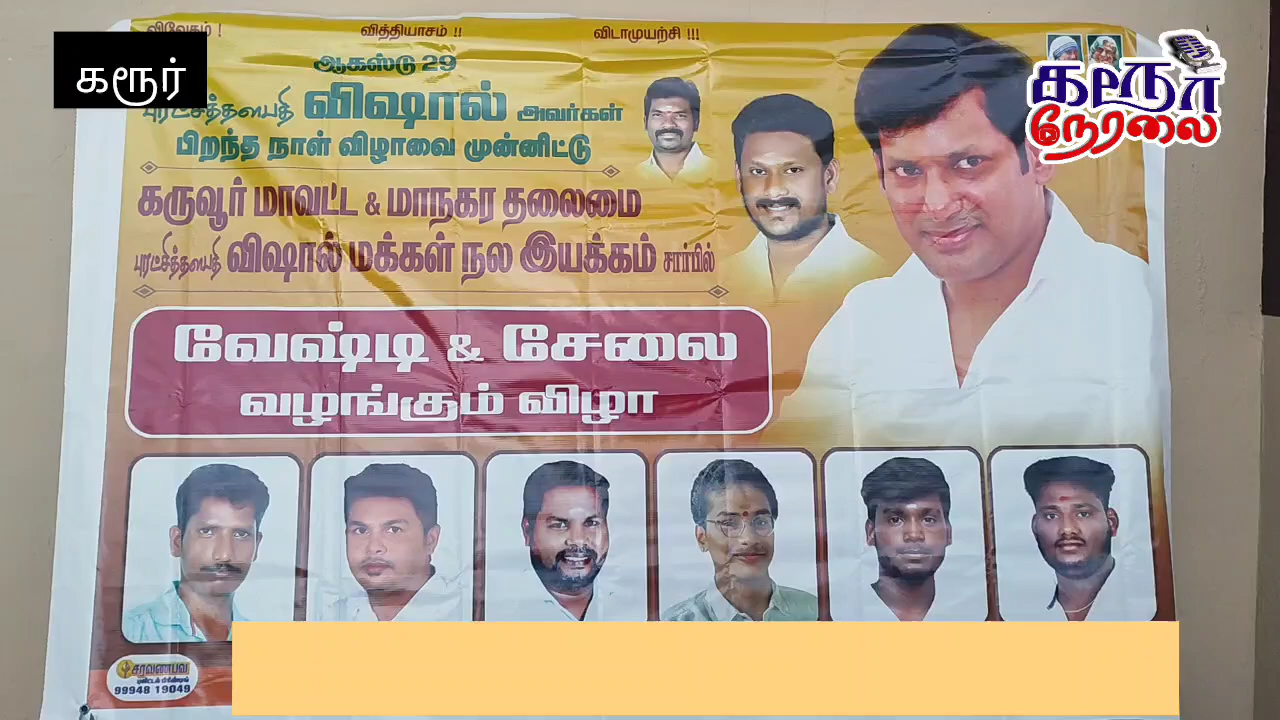 விவேகம் !
வித்தியாசம் !!
விடாமுயற்சி !!!
கரூர்
கரூர்
நேரலை
ஆகஸ்டு 29
புரட்சித்தளபதி விஷால் அவர்கள்
பிறந்த நாள் விழாவை முன்னிட்டு
கருவூர் மாவட்ட & மாநகர தலைமை
புரட்சித்தளபதி விஷால் மக்கள் நல இயக்கம் சார்பில்
வேஷ்டி & சேலை
வழங்கும் விழா
சரவணபவ
99948 19049